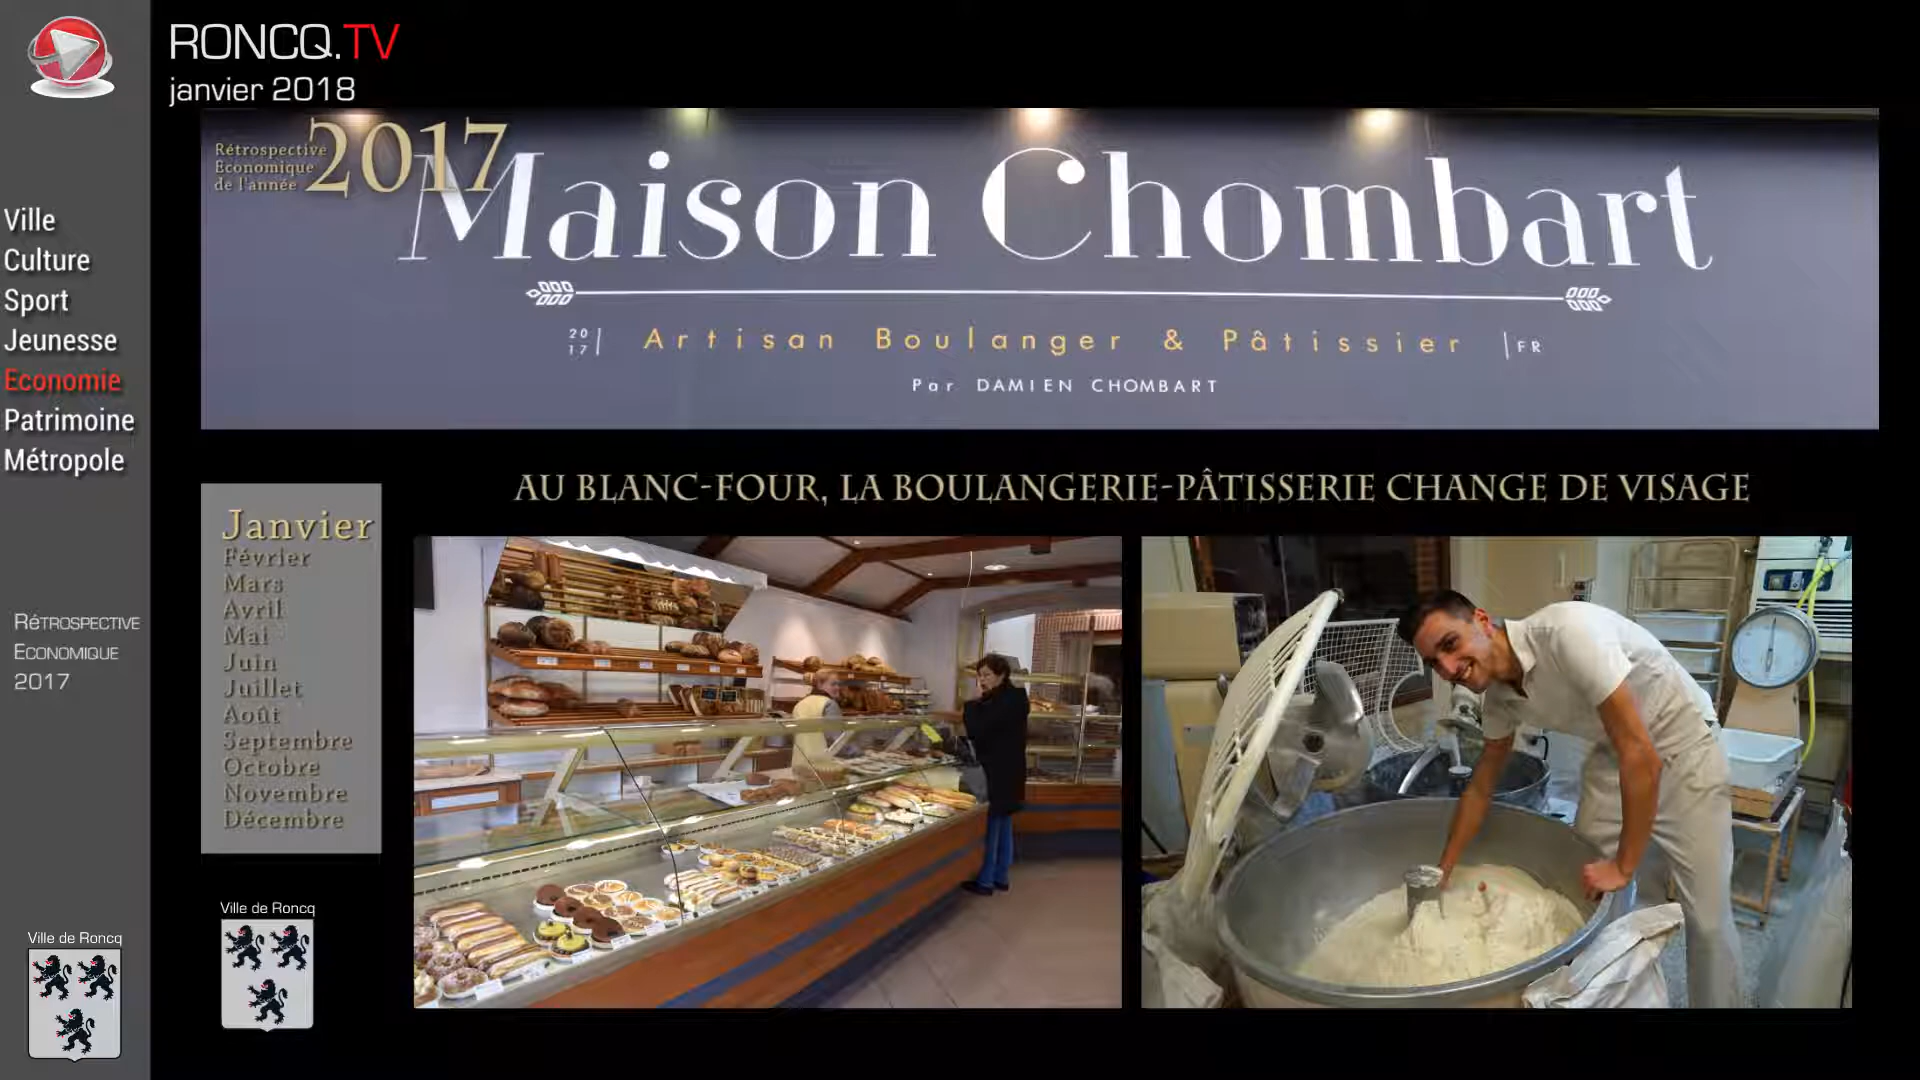 RONCQ.TV
janvier 2018
Ville
Culture
Sport
Jeunesse
Economie
Patrimoine
Métropole
RéTROSPECTIVE
ECONOMIQUE
2017
Ville de Roncq
Rétrospective
Economique
de l'année
2017
Maison Chombart
20
17
Artisan Boulanger & Pâtissier
FR
Par DAMIEN CHOMBART
AU BLANC-FOUR, LA BOULANGERIE-PÂTISSERIE CHANGE DE VISAGE
Janvier
Février
Mars
Avril
Mai
Juin
Juillet
Août
Septembre
Octobre
Novembre
Décembre
Ville de Roncq